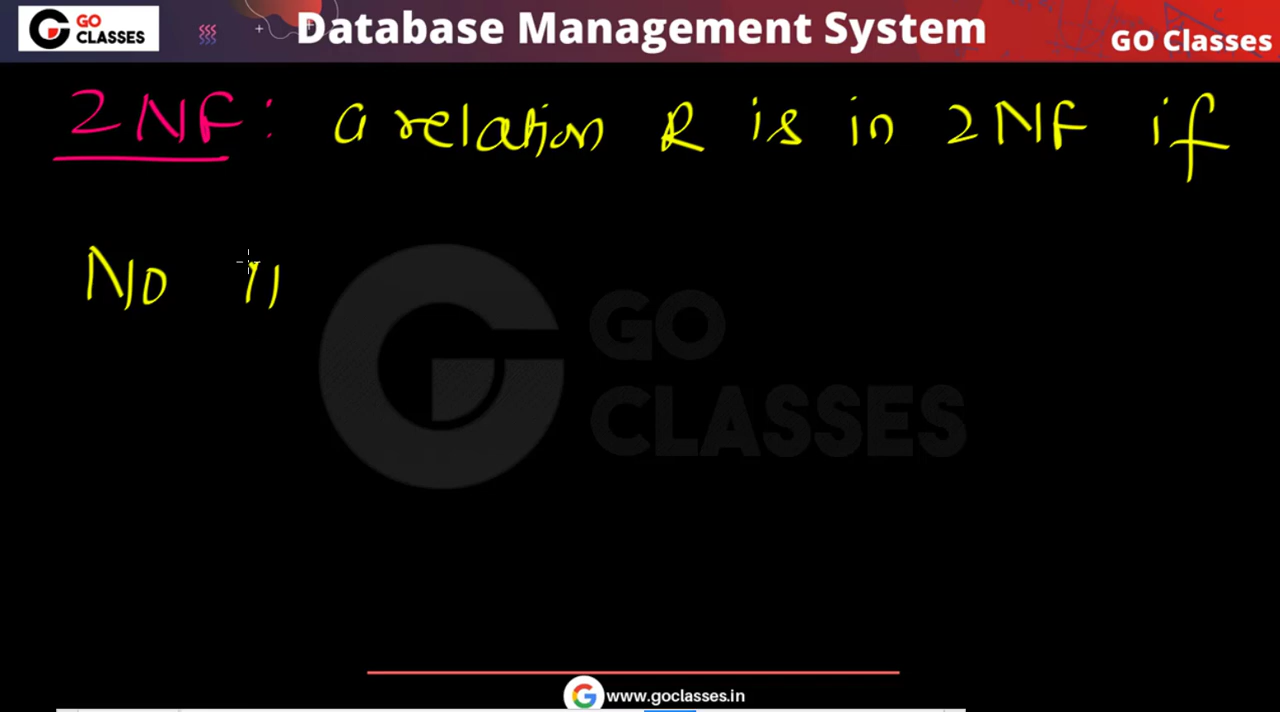 GO
CLASSES
Database Management System
GO Classes
2NF: a relation R is in 2NF if
No
GO
CLASSES
www.goclasses.in